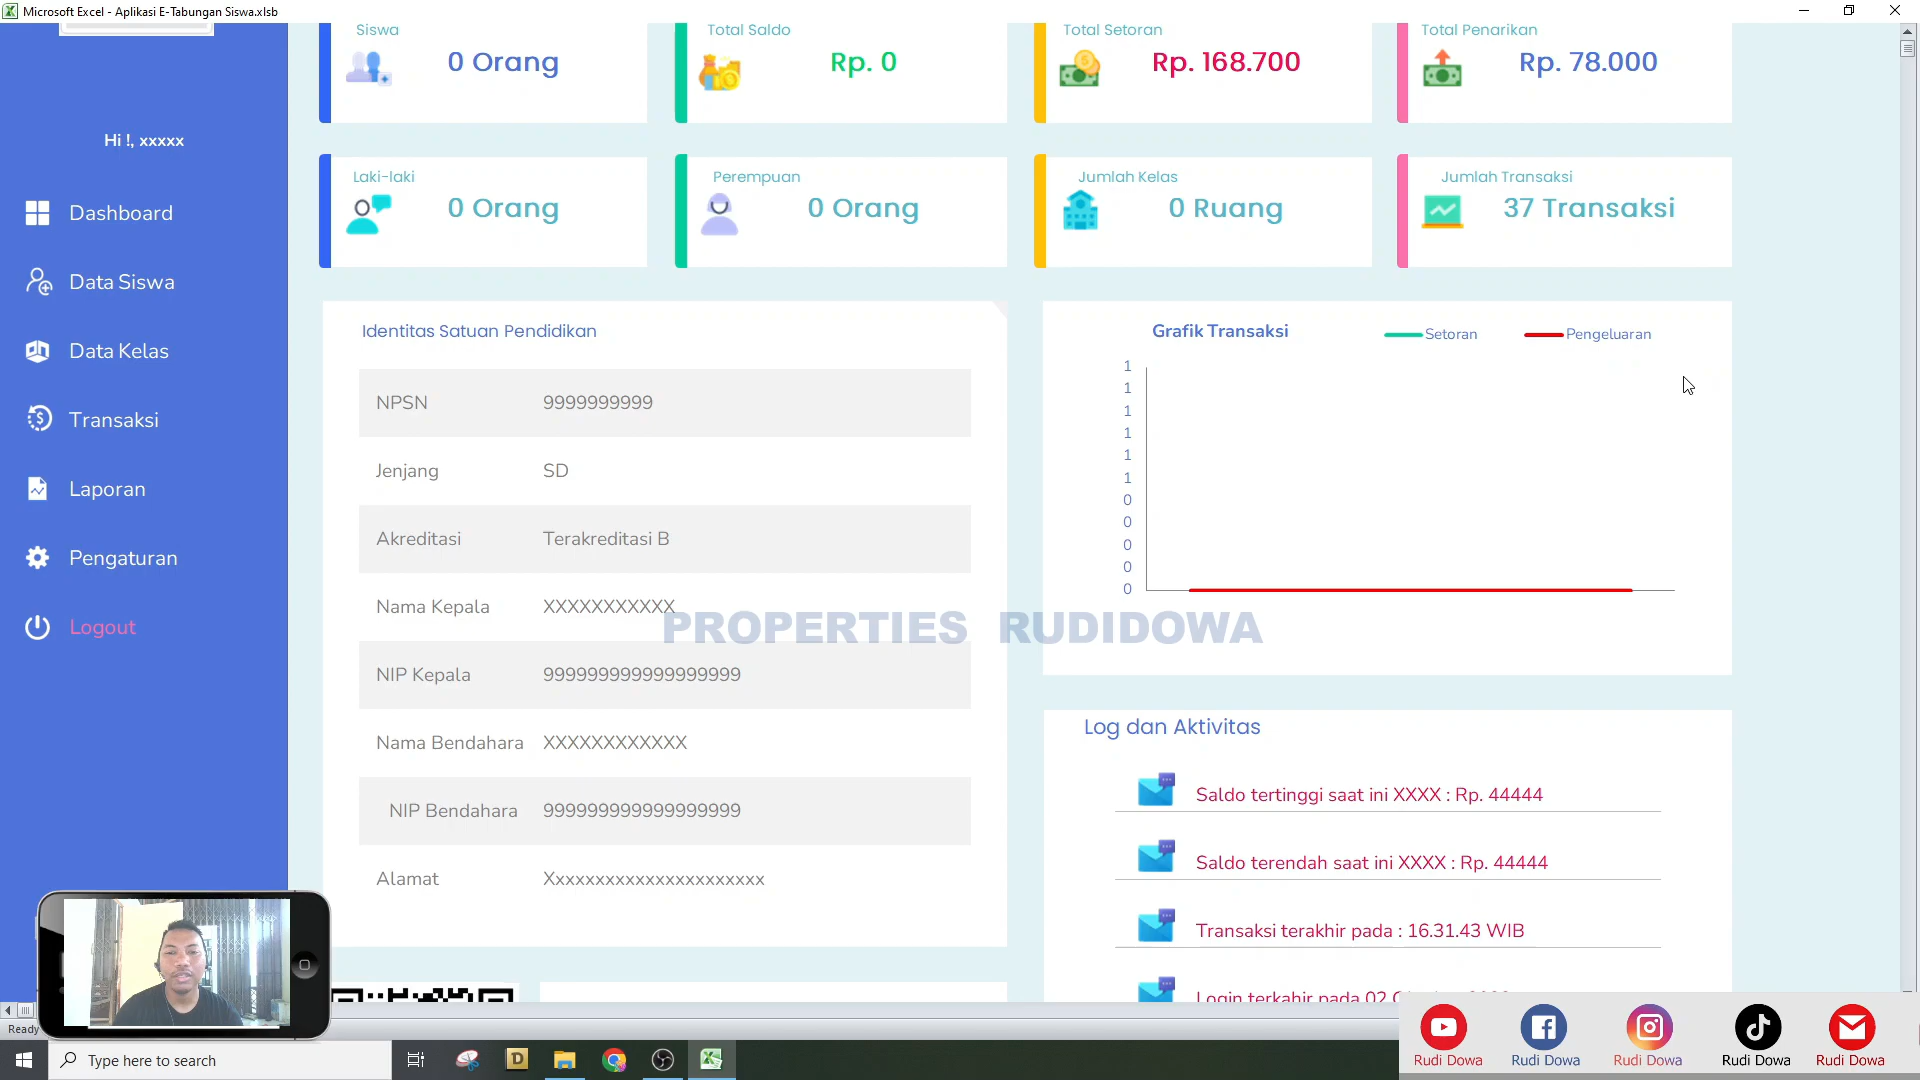 Microsoft Excel - Aplikasi E-Tabungan Siswa.xlsb
Siswa
0 Orang
Total Saldo
Rp. 0
Total Setoran
Rp. 168.700
Total Penarikan
Rp. 78.000
Laki-laki
0 Orang
Perempuan
0 Orang
Jumlah Kelas
0 Ruang
Jumlah Transaksi
37 Transaksi
Hi !, xxxxx
Dashboard
Data Siswa
Data Kelas
Transaksi
Laporan
Pengaturan
Logout
Identitas Satuan Pendidikan
NPSN 9999999999
Jenjang SD
Akreditasi Terakreditasi B
Nama Kepala XXXXXXXXXXX
NIP Kepala 999999999999999999
Nama Bendahara XXXXXXXXXXXX
NIP Bendahara 999999999999999999
Alamat Xxxxxxxxxxxxxxxxxxxxxx
PROPERTIES RUDIDOWA
Grafik Transaksi
Setoran
Pengeluaran
1
1
1
1
1
1
0
0
0
0
0
Log dan Aktivitas
Saldo tertinggi saat ini XXXX : Rp. 44444
Saldo terendah saat ini XXXX : Rp. 44444
Transaksi terakhir pada : 16.31.43 WIB
Login terkahir pada 02
Ready
Type here to search
Rudi Dowa
Rudi Dowa
Rudi Dowa
Rudi Dowa
Rudi Dowa